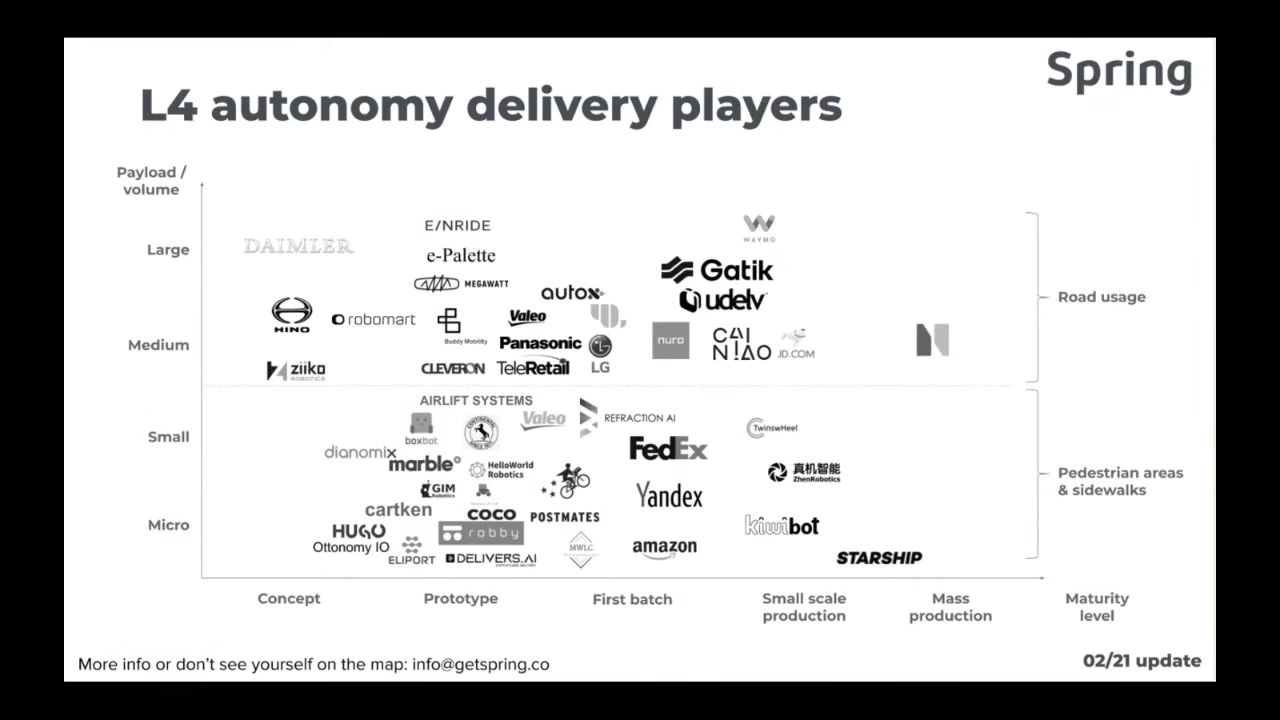 Spring
L4 autonomy delivery players
Payload /
volume
Large
Medium
Small
Micro
DAIMLER
E/NRIDE
e-Palette
MEGAWATT
WAYMO
Gatik
udelv
autox
HINO
robomart
Buddy Mobility
Valeo
Panasonic
LG
nuro
CAI
NIAO
JD.COM
ziiko
ROBOTICS
CLEVERON
TeleRetail
Road usage
AIRLIFT SYSTEMS
boxbot
CONTINENTAL
Valeo
REFRACTION AI
TwinswHeel
dianomix
marble
HelloWorld
Robotics
FedEx
真机智能
ZhenRobotics
GIM
Robotics
Yandex
cartken
COCO
POSTMATES
HUGO
robby
kiwibot
Ottonomy IO
ELIPORT
DELIVERS.AI
MWLC
amazon
STARSHIP
Pedestrian areas
& sidewalks
Concept
Prototype
First batch
Small scale
production
Mass
production
Maturity
level
More info or don't see yourself on the map: info@getspring.co
02/21 update